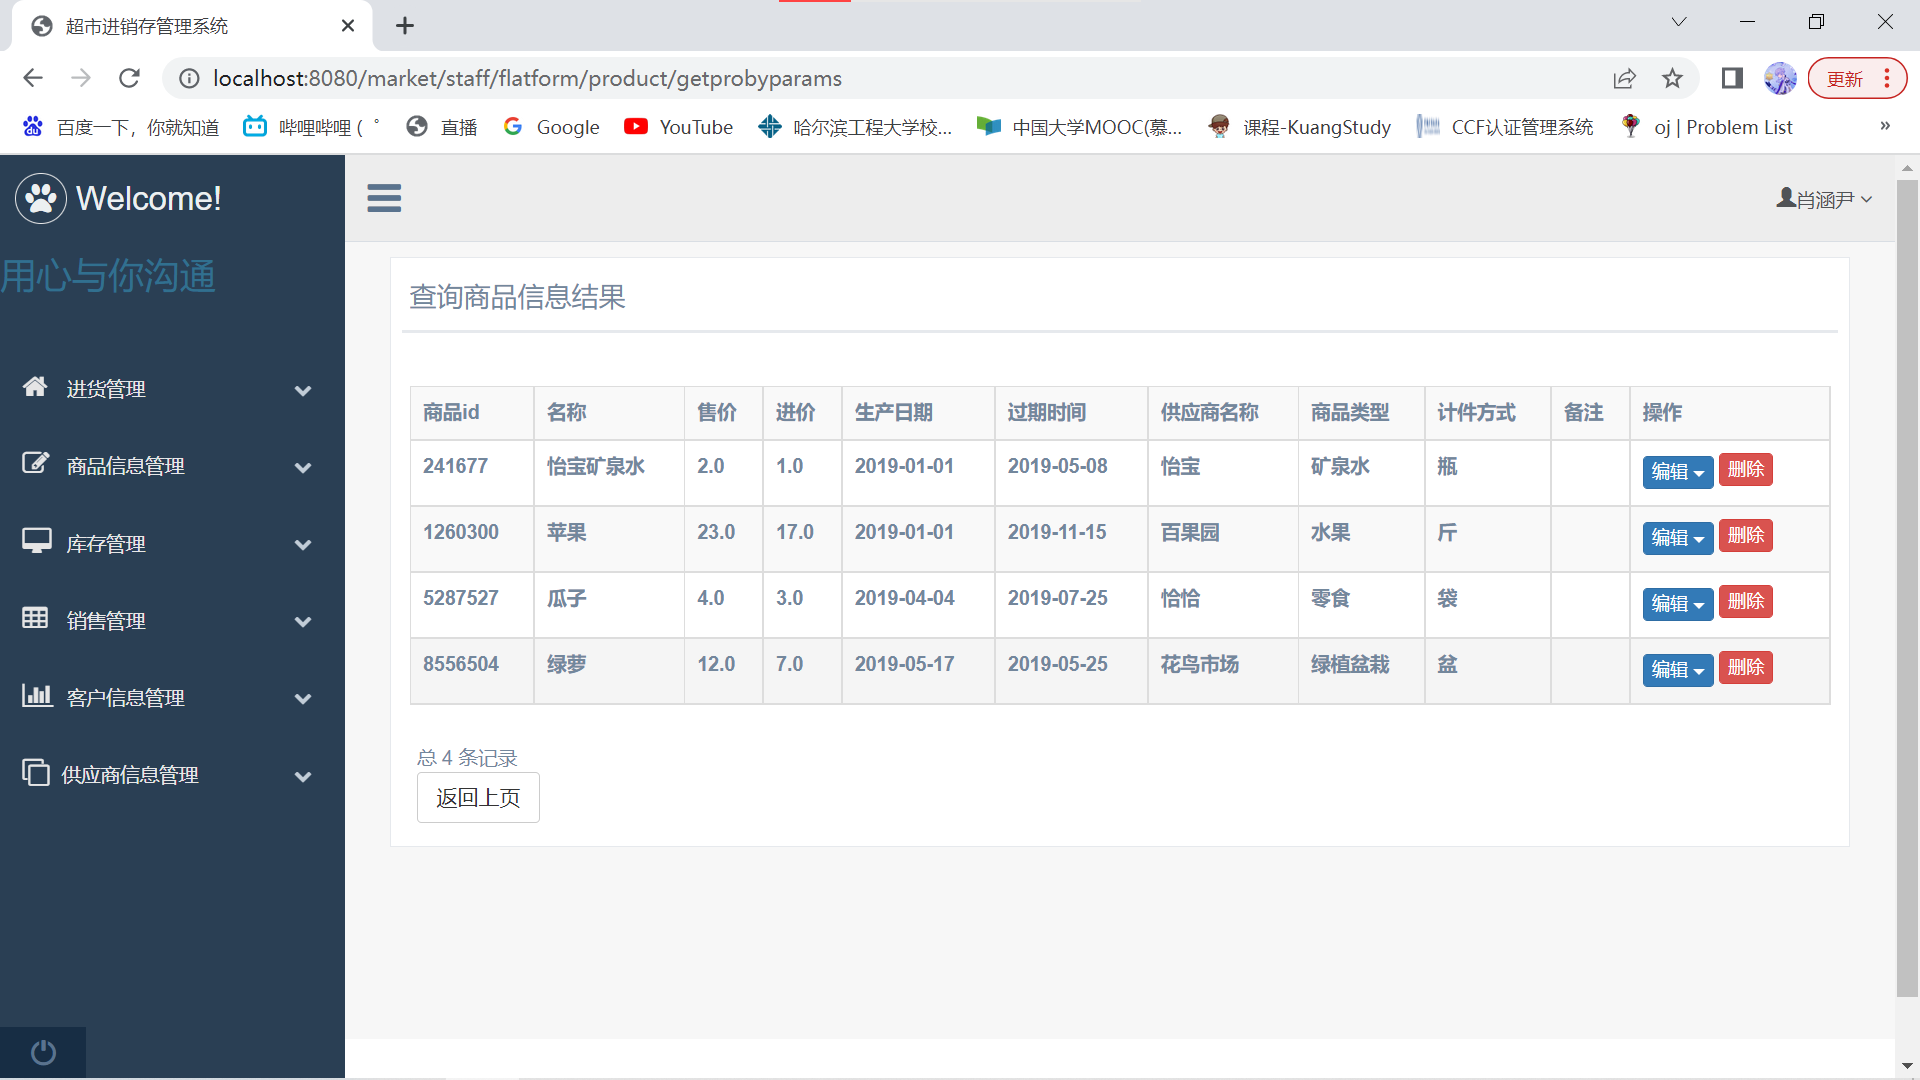 超市进销存管理系统
localhost:8080/market/staff/flatform/product/getprobyparams
更新
百度一下，你就知道
哔哩哔哩 ( ゜
直播
Google
YouTube
哈尔滨工程大学校...
中国大学MOOC(慕...
课程-KuangStudy
CCF认证管理系统
oj | Problem List
»
Welcome!
用心与你沟通
进货管理
商品信息管理
库存管理
销售管理
客户信息管理
供应商信息管理
肖涵尹
查询商品信息结果
商品id 名称 售价 进价 生产日期 过期时间 供应商名称 商品类型 计件方式 备注 操作
241677 怡宝矿泉水 2.0 1.0 2019-01-01 2019-05-08 怡宝 矿泉水 瓶 编辑 删除
1260300 苹果 23.0 17.0 2019-01-01 2019-11-15 百果园 水果 斤 编辑 删除
5287527 瓜子 4.0 3.0 2019-04-04 2019-07-25 恰恰 零食 袋 编辑 删除
8556504 绿萝 12.0 7.0 2019-05-17 2019-05-25 花鸟市场 绿植盆栽 盆 编辑 删除
总 4 条记录
返回上页